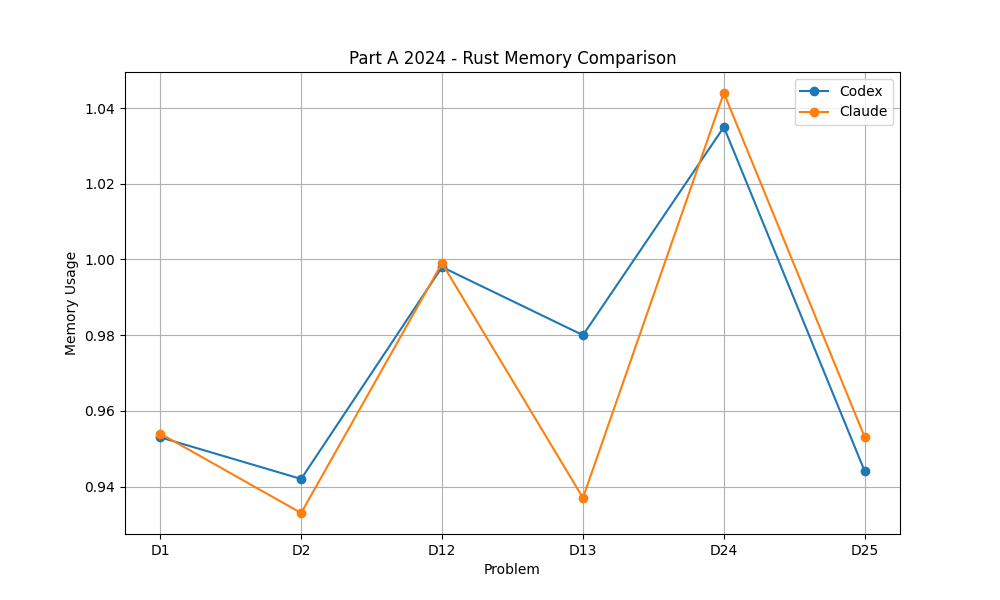 Part A 2024 - Rust Memory Comparison
Codex
Claude
1.04
1.02
1.00
0.98
0.96
0.94
Memory Usage
D1 D2 D12 D13 D24 D25
Problem